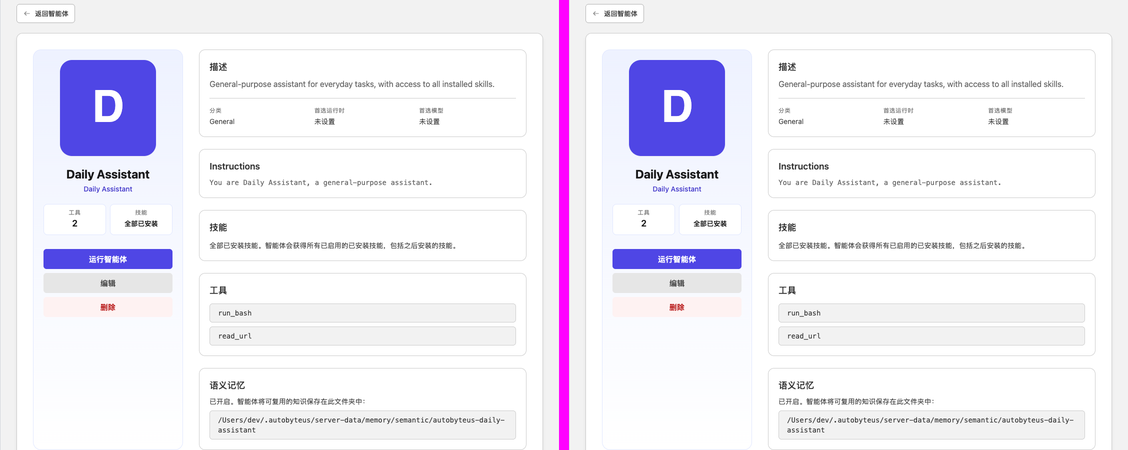 ← 返回智能体
D
Daily Assistant
Daily Assistant
工具
2
技能
全部已安装
运行智能体
编辑
删除
描述
General-purpose assistant for everyday tasks, with access to all installed skills.
分类
General
首选运行时
未设置
首选模型
未设置
Instructions
You are Daily Assistant, a general-purpose assistant.
技能
全部已安装技能。智能体会获得所有已启用的已安装技能，包括之后安装的技能。
工具
run_bash
read_url
语义记忆
已开启。智能体将可复用的知识保存在此文件夹中：
/Users/dev/.autobyteus/server-data/memory/semantic/autobyteus-daily-
assistant
← 返回智能体
D
Daily Assistant
Daily Assistant
工具
2
技能
全部已安装
运行智能体
编辑
删除
描述
General-purpose assistant for everyday tasks, with access to all installed skills.
分类
General
首选运行时
未设置
首选模型
未设置
Instructions
You are Daily Assistant, a general-purpose assistant.
技能
全部已安装技能。智能体会获得所有已启用的已安装技能，包括之后安装的技能。
工具
run_bash
read_url
语义记忆
已开启。智能体将可复用的知识保存在此文件夹中：
/Users/dev/.autobyteus/server-data/memory/semantic/autobyteus-daily-
assistant